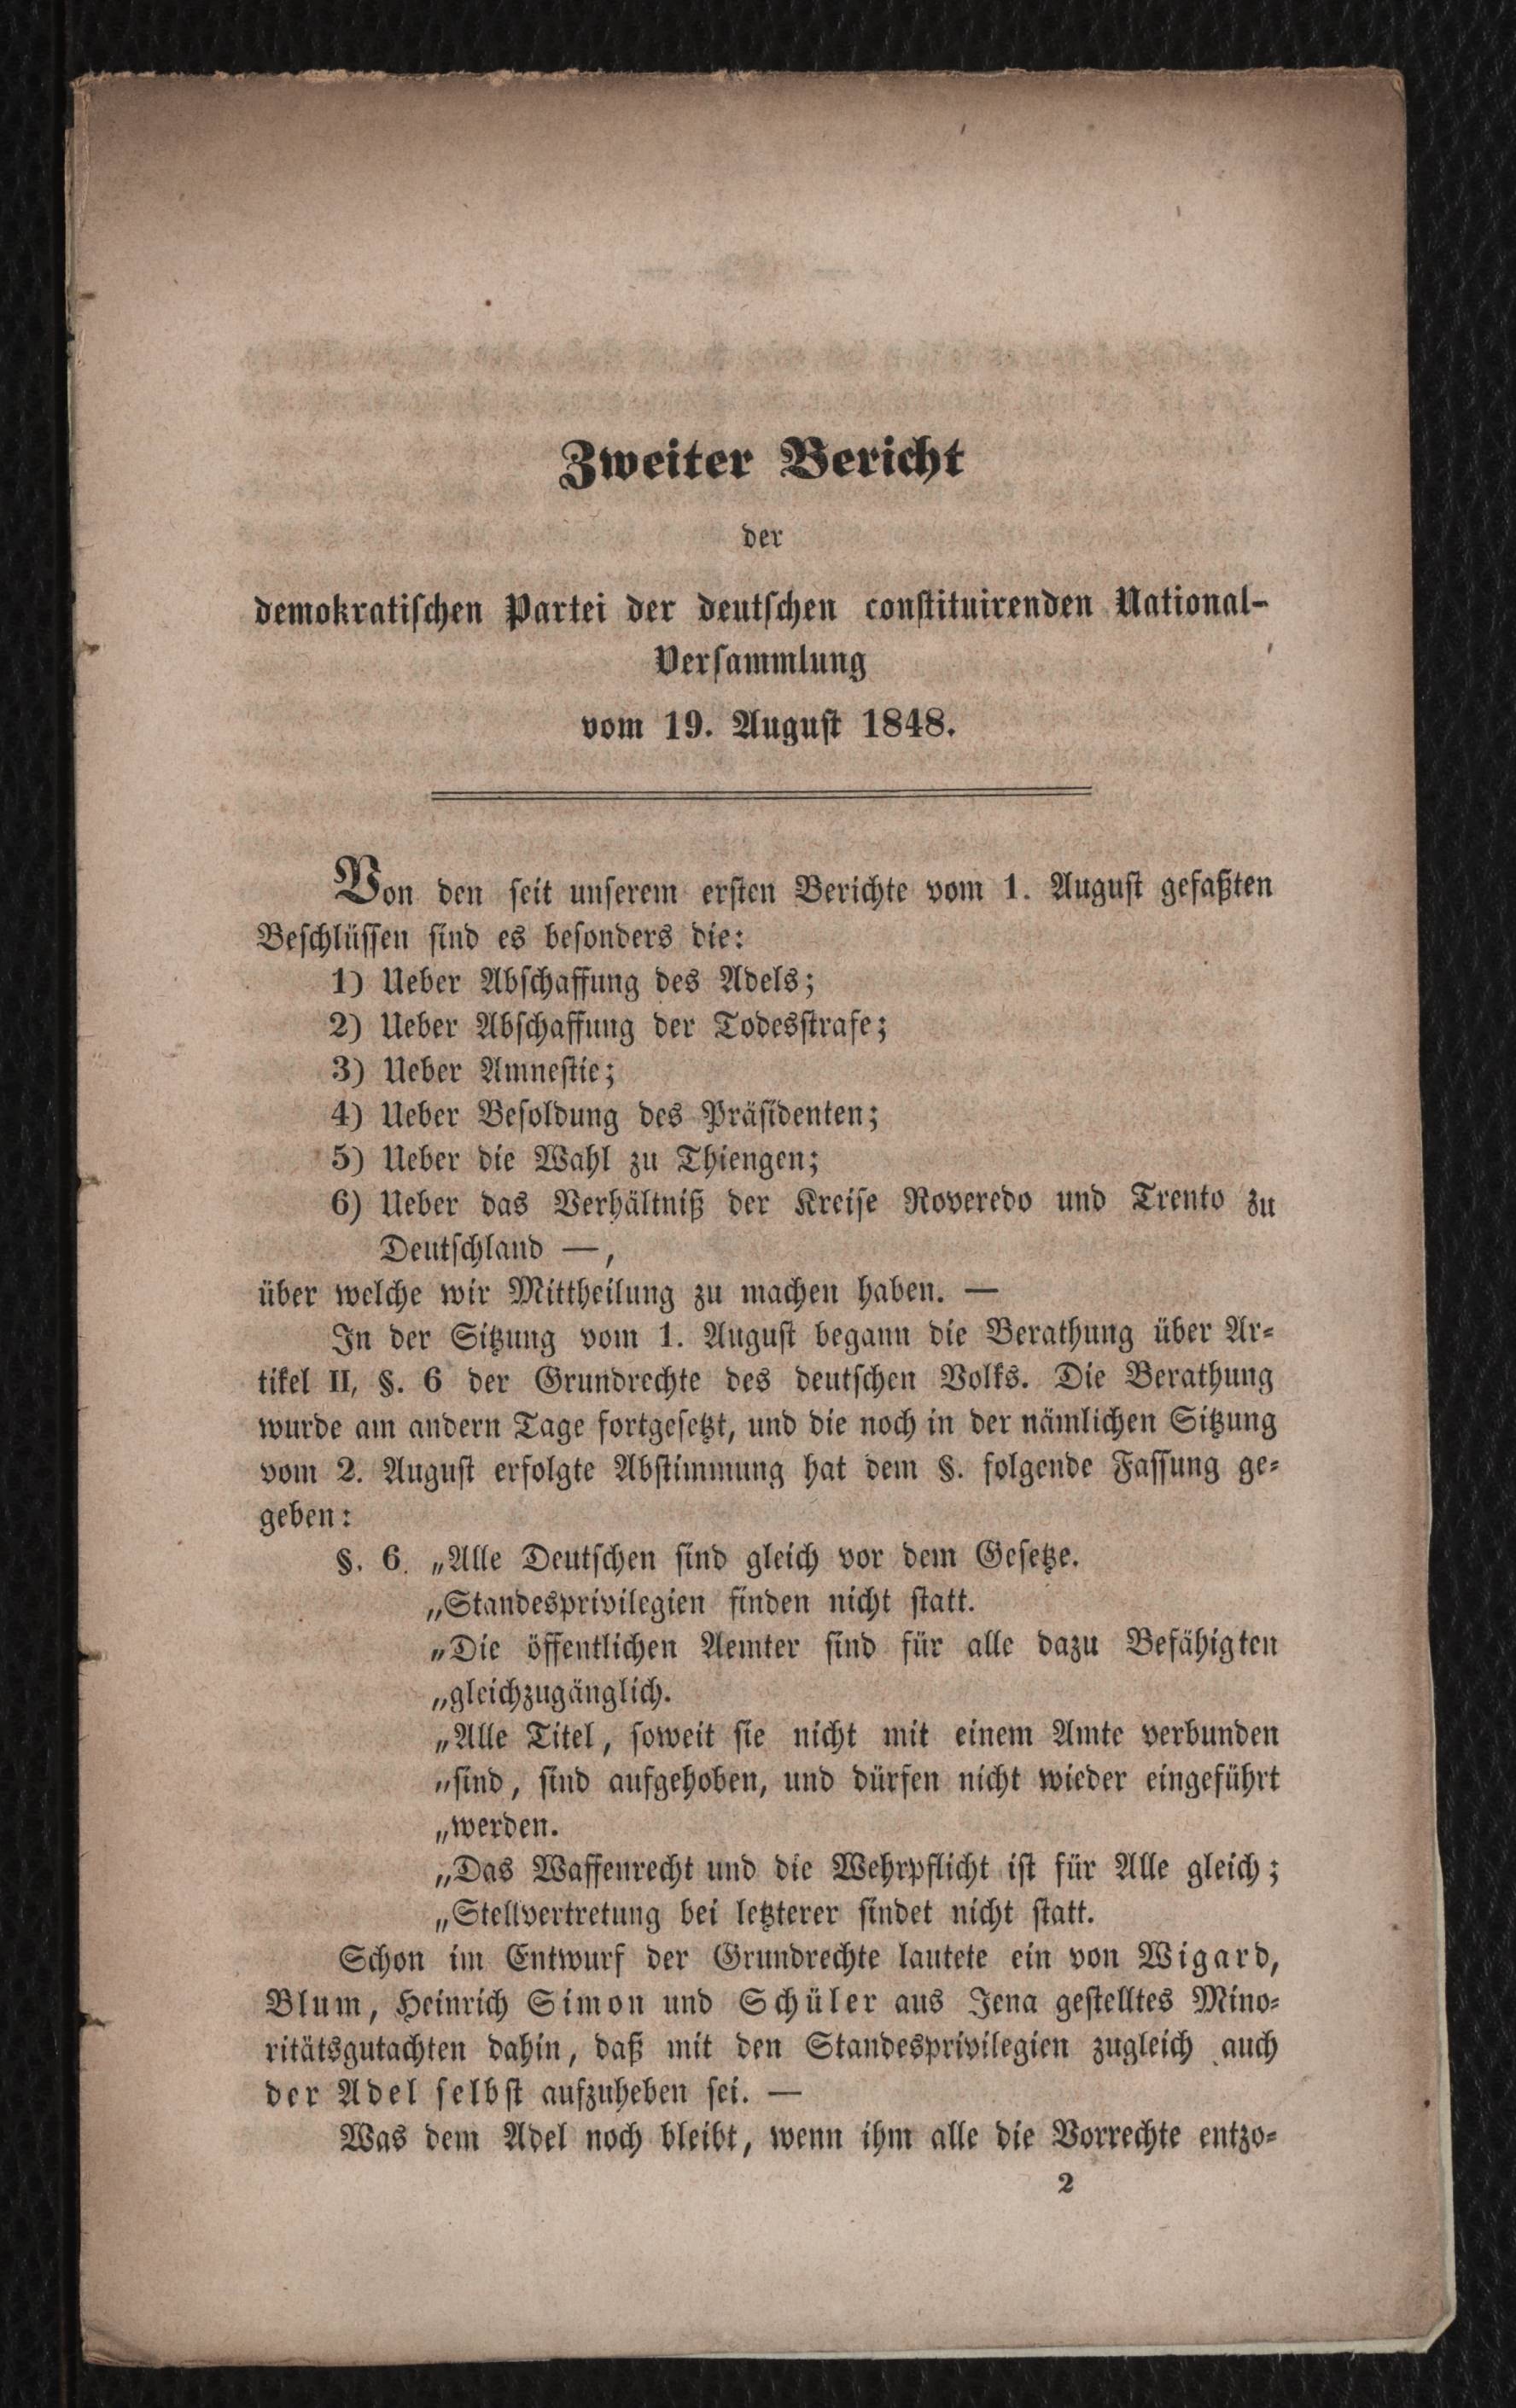 Zweiter Bericht
der
demokratischen Partei der deutschen constituirenden National-
Versammlung
vom 19. August 1848.
Von den seit unserem ersten Berichte vom 1. August gefaßten
Beschlüssen sind es besonders die:
1) Ueber Abschaffung des Adels;
2) Ueber Abschaffung der Todesstrafe;
3) Ueber Amnestie;
4) Ueber Besoldung des Präsidenten;
5) Ueber die Wahl zu Thiengen;
6) Ueber das Verhältniß der Kreise Roveredo und Trento zu
Deutschland —,
über welche wir Mittheilung zu machen haben. —
In der Sitzung vom 1. August begann die Berathung über Ar-
tikel II, §. 6 der Grundrechte des deutschen Volks. Die Berathung
wurde am andern Tage fortgesetzt, und die noch in der nämlichen Sitzung
vom 2. August erfolgte Abstimmung hat dem §. folgende Fassung ge-
geben:
§. 6. „Alle Deutschen sind gleich vor dem Gesetze.
„Standesprivilegien finden nicht statt.
„Die öffentlichen Aemter sind für alle dazu Befähigten
„gleichzugänglich.
„Alle Titel, soweit sie nicht mit einem Amte verbunden
„sind, sind aufgehoben, und dürfen nicht wieder eingeführt
„werden.
„Das Waffenrecht und die Wehrpflicht ist für Alle gleich;
„Stellvertretung bei letzterer findet nicht statt.
Schon im Entwurf der Grundrechte lautete ein von Wigard,
Blum, Heinrich Simon und Schüler aus Jena gestelltes Mino-
ritätsgutachten dahin, daß mit den Standesprivilegien zugleich auch
der Adel selbst aufzuheben sei. —
Was dem Adel noch bleibt, wenn ihm alle die Vorrechte entzo-
2